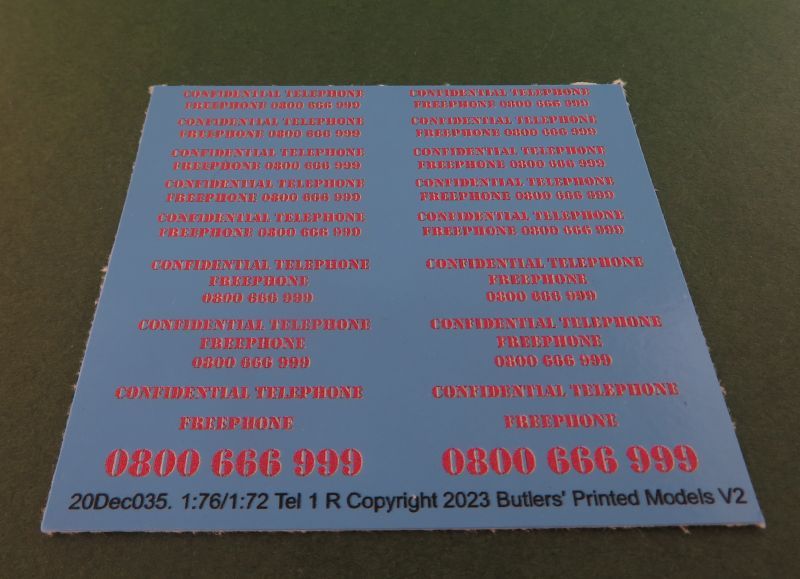 CONFIDENTIAL TELEPHONE
FREEPHONE 0800 666 999
CONFIDENTIAL TELEPHONE
FREEPHONE 0800 666 999
CONFIDENTIAL TELEPHONE
FREEPHONE 0800 666 999
CONFIDENTIAL TELEPHONE
FREEPHONE 0800 666 999
CONFIDENTIAL TELEPHONE
FREEPHONE 0800 666 999
CONFIDENTIAL TELEPHONE
FREEPHONE
0800 666 999
CONFIDENTIAL TELEPHONE
FREEPHONE
0800 666 999
CONFIDENTIAL TELEPHONE
FREEPHONE
0800 666 999
CONFIDENTIAL TELEPHONE
FREEPHONE 0800 666 999
CONFIDENTIAL TELEPHONE
FREEPHONE 0800 666 999
CONFIDENTIAL TELEPHONE
FREEPHONE 0800 666 999
CONFIDENTIAL TELEPHONE
FREEPHONE 0800 666 999
CONFIDENTIAL TELEPHONE
FREEPHONE 0800 666 999
CONFIDENTIAL TELEPHONE
FREEPHONE
0800 666 999
CONFIDENTIAL TELEPHONE
FREEPHONE
0800 666 999
CONFIDENTIAL TELEPHONE
FREEPHONE
0800 666 999
20Dec035. 1:76/1:72 Tel 1 R Copyright 2023 Butlers' Printed Models V2